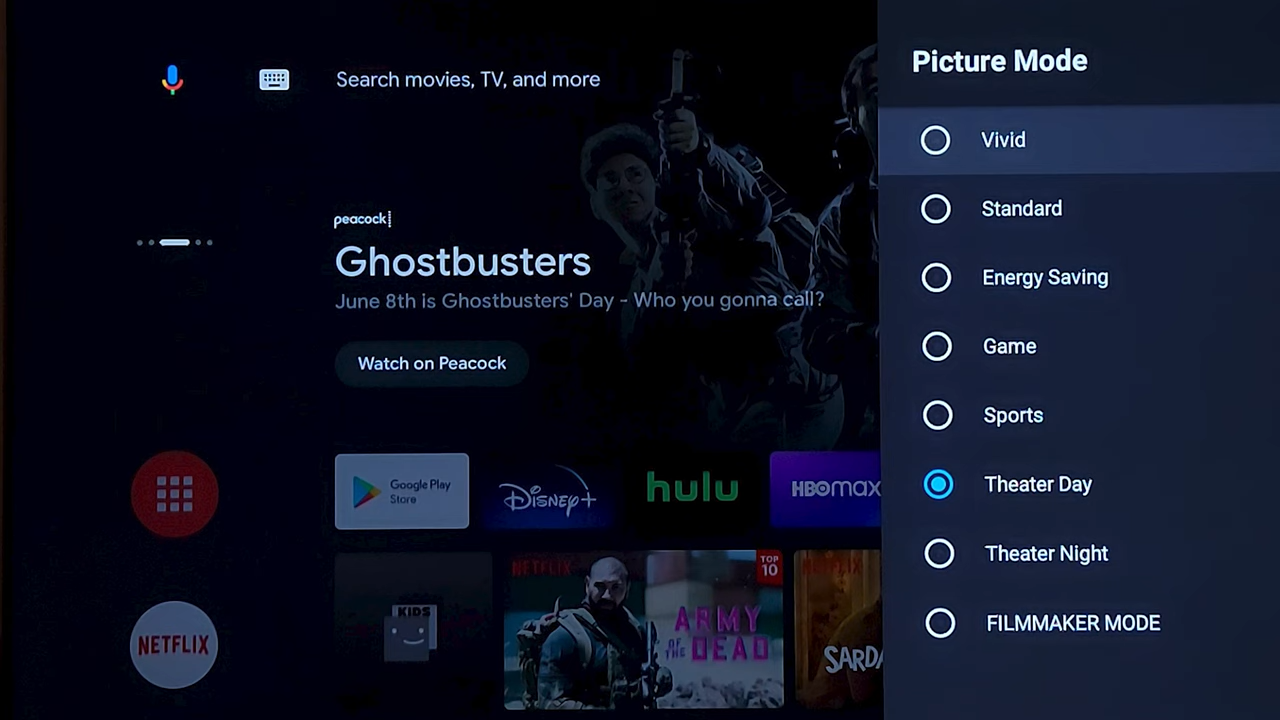 Search movies, TV, and more
peacock
Ghostbusters
June 8th is Ghostbusters' Day - Who you gonna call?
Watch on Peacock
Google Play
Store
Disney+
hulu
HBOmax
KIDS
NETFLIX
TOP
10
ARMY
OF THE DEAD
NETFLIX
NETFLIX
Picture Mode
Vivid
Standard
Energy Saving
Game
Sports
Theater Day
Theater Night
FILMMAKER MODE